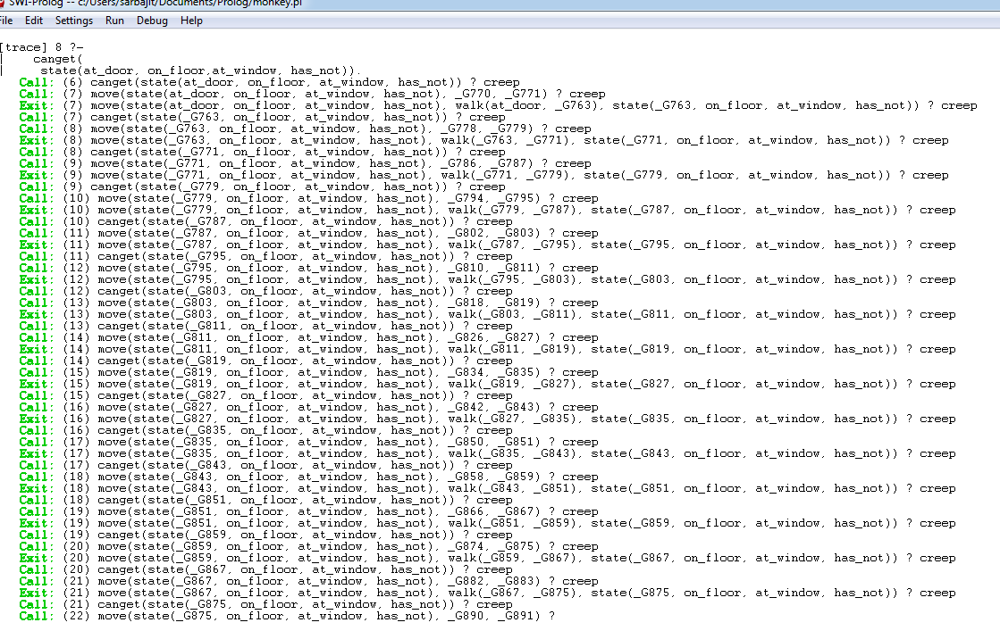 SWI-Prolog -- c:/Users/sarbajit/Documents/Prolog/monkey.pl
File Edit Settings Run Debug Help
[trace] 8 ?-
|    canget(
|     state(at_door, on_floor,at_window, has_not)).
Call: (6) canget(state(at_door, on_floor, at_window, has_not)) ? creep
Call: (7) move(state(at_door, on_floor, at_window, has_not), _G770, _G771) ? creep
Exit: (7) move(state(at_door, on_floor, at_window, has_not), walk(at_door, _G763), state(_G763, on_floor, at_window, has_not)) ? creep
Call: (7) canget(state(_G763, on_floor, at_window, has_not)) ? creep
Call: (8) move(state(_G763, on_floor, at_window, has_not), _G778, _G779) ? creep
Exit: (8) move(state(_G763, on_floor, at_window, has_not), walk(_G763, _G771), state(_G771, on_floor, at_window, has_not)) ? creep
Call: (8) canget(state(_G771, on_floor, at_window, has_not)) ? creep
Call: (9) move(state(_G771, on_floor, at_window, has_not), _G786, _G787) ? creep
Exit: (9) move(state(_G771, on_floor, at_window, has_not), walk(_G771, _G779), state(_G779, on_floor, at_window, has_not)) ? creep
Call: (9) canget(state(_G779, on_floor, at_window, has_not)) ? creep
Call: (10) move(state(_G779, on_floor, at_window, has_not), _G794, _G795) ? creep
Exit: (10) move(state(_G779, on_floor, at_window, has_not), walk(_G779, _G787), state(_G787, on_floor, at_window, has_not)) ? creep
Call: (10) canget(state(_G787, on_floor, at_window, has_not)) ? creep
Call: (11) move(state(_G787, on_floor, at_window, has_not), _G802, _G803) ? creep
Exit: (11) move(state(_G787, on_floor, at_window, has_not), walk(_G787, _G795), state(_G795, on_floor, at_window, has_not)) ? creep
Call: (11) canget(state(_G795, on_floor, at_window, has_not)) ? creep
Call: (12) move(state(_G795, on_floor, at_window, has_not), _G810, _G811) ? creep
Exit: (12) move(state(_G795, on_floor, at_window, has_not), walk(_G795, _G803), state(_G803, on_floor, at_window, has_not)) ? creep
Call: (12) canget(state(_G803, on_floor, at_window, has_not)) ? creep
Call: (13) move(state(_G803, on_floor, at_window, has_not), _G818, _G819) ? creep
Exit: (13) move(state(_G803, on_floor, at_window, has_not), walk(_G803, _G811), state(_G811, on_floor, at_window, has_not)) ? creep
Call: (13) canget(state(_G811, on_floor, at_window, has_not)) ? creep
Call: (14) move(state(_G811, on_floor, at_window, has_not), _G826, _G827) ? creep
Exit: (14) move(state(_G811, on_floor, at_window, has_not), walk(_G811, _G819), state(_G819, on_floor, at_window, has_not)) ? creep
Call: (14) canget(state(_G819, on_floor, at_window, has_not)) ? creep
Call: (15) move(state(_G819, on_floor, at_window, has_not), _G834, _G835) ? creep
Exit: (15) move(state(_G819, on_floor, at_window, has_not), walk(_G819, _G827), state(_G827, on_floor, at_window, has_not)) ? creep
Call: (15) canget(state(_G827, on_floor, at_window, has_not)) ? creep
Call: (16) move(state(_G827, on_floor, at_window, has_not), _G842, _G843) ? creep
Exit: (16) move(state(_G827, on_floor, at_window, has_not), walk(_G827, _G835), state(_G835, on_floor, at_window, has_not)) ? creep
Call: (16) canget(state(_G835, on_floor, at_window, has_not)) ? creep
Call: (17) move(state(_G835, on_floor, at_window, has_not), _G850, _G851) ? creep
Exit: (17) move(state(_G835, on_floor, at_window, has_not), walk(_G835, _G843), state(_G843, on_floor, at_window, has_not)) ? creep
Call: (17) canget(state(_G843, on_floor, at_window, has_not)) ? creep
Call: (18) move(state(_G843, on_floor, at_window, has_not), _G858, _G859) ? creep
Exit: (18) move(state(_G843, on_floor, at_window, has_not), walk(_G843, _G851), state(_G851, on_floor, at_window, has_not)) ? creep
Call: (18) canget(state(_G851, on_floor, at_window, has_not)) ? creep
Call: (19) move(state(_G851, on_floor, at_window, has_not), _G866, _G867) ? creep
Exit: (19) move(state(_G851, on_floor, at_window, has_not), walk(_G851, _G859), state(_G859, on_floor, at_window, has_not)) ? creep
Call: (19) canget(state(_G859, on_floor, at_window, has_not)) ? creep
Call: (20) move(state(_G859, on_floor, at_window, has_not), _G874, _G875) ? creep
Exit: (20) move(state(_G859, on_floor, at_window, has_not), walk(_G859, _G867), state(_G867, on_floor, at_window, has_not)) ? creep
Call: (20) canget(state(_G867, on_floor, at_window, has_not)) ? creep
Call: (21) move(state(_G867, on_floor, at_window, has_not), _G882, _G883) ? creep
Exit: (21) move(state(_G867, on_floor, at_window, has_not), walk(_G867, _G875), state(_G875, on_floor, at_window, has_not)) ? creep
Call: (21) canget(state(_G875, on_floor, at_window, has_not)) ? creep
Call: (22) move(state(_G875, on_floor, at_window, has_not), _G890, _G891) ?